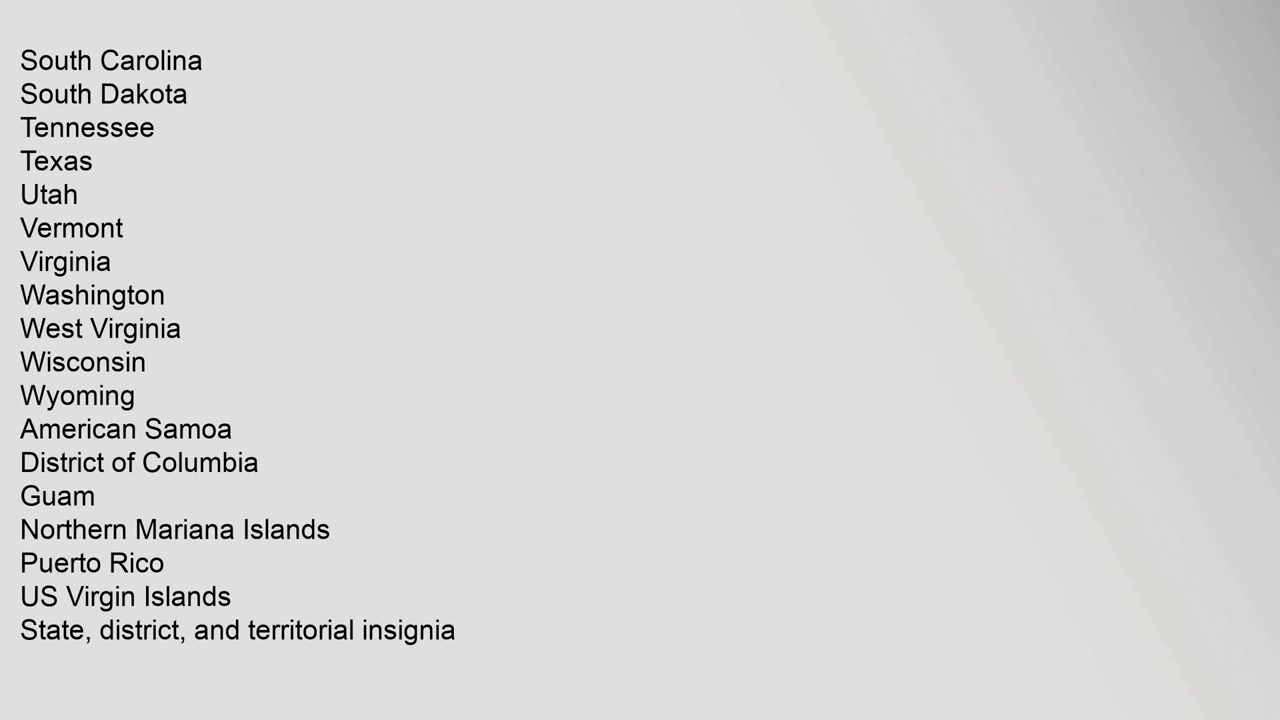 South Carolina
South Dakota
Tennessee
Texas
Utah
Vermont
Virginia
Washington
West Virginia
Wisconsin
Wyoming
American Samoa
District of Columbia
Guam
Northern Mariana Islands
Puerto Rico
US Virgin Islands
State, district, and territorial insignia